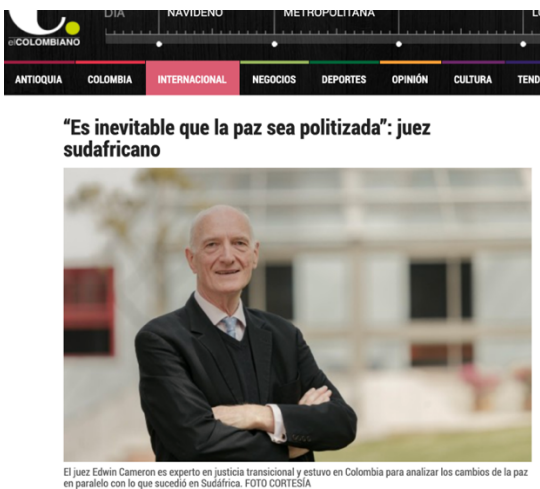 DÍA NAVIDEÑO METROPOLITANA
elCOLOMBIANO
ANTIOQUIA COLOMBIA INTERNACIONAL NEGOCIOS DEPORTES OPINIÓN CULTURA TEND
“Es inevitable que la paz sea politizada”: juez
sudafricano
El juez Edwin Cameron es experto en justicia transicional y estuvo en Colombia para analizar los cambios de la paz
en paralelo con lo que sucedió en Sudáfrica. FOTO CORTESÍA